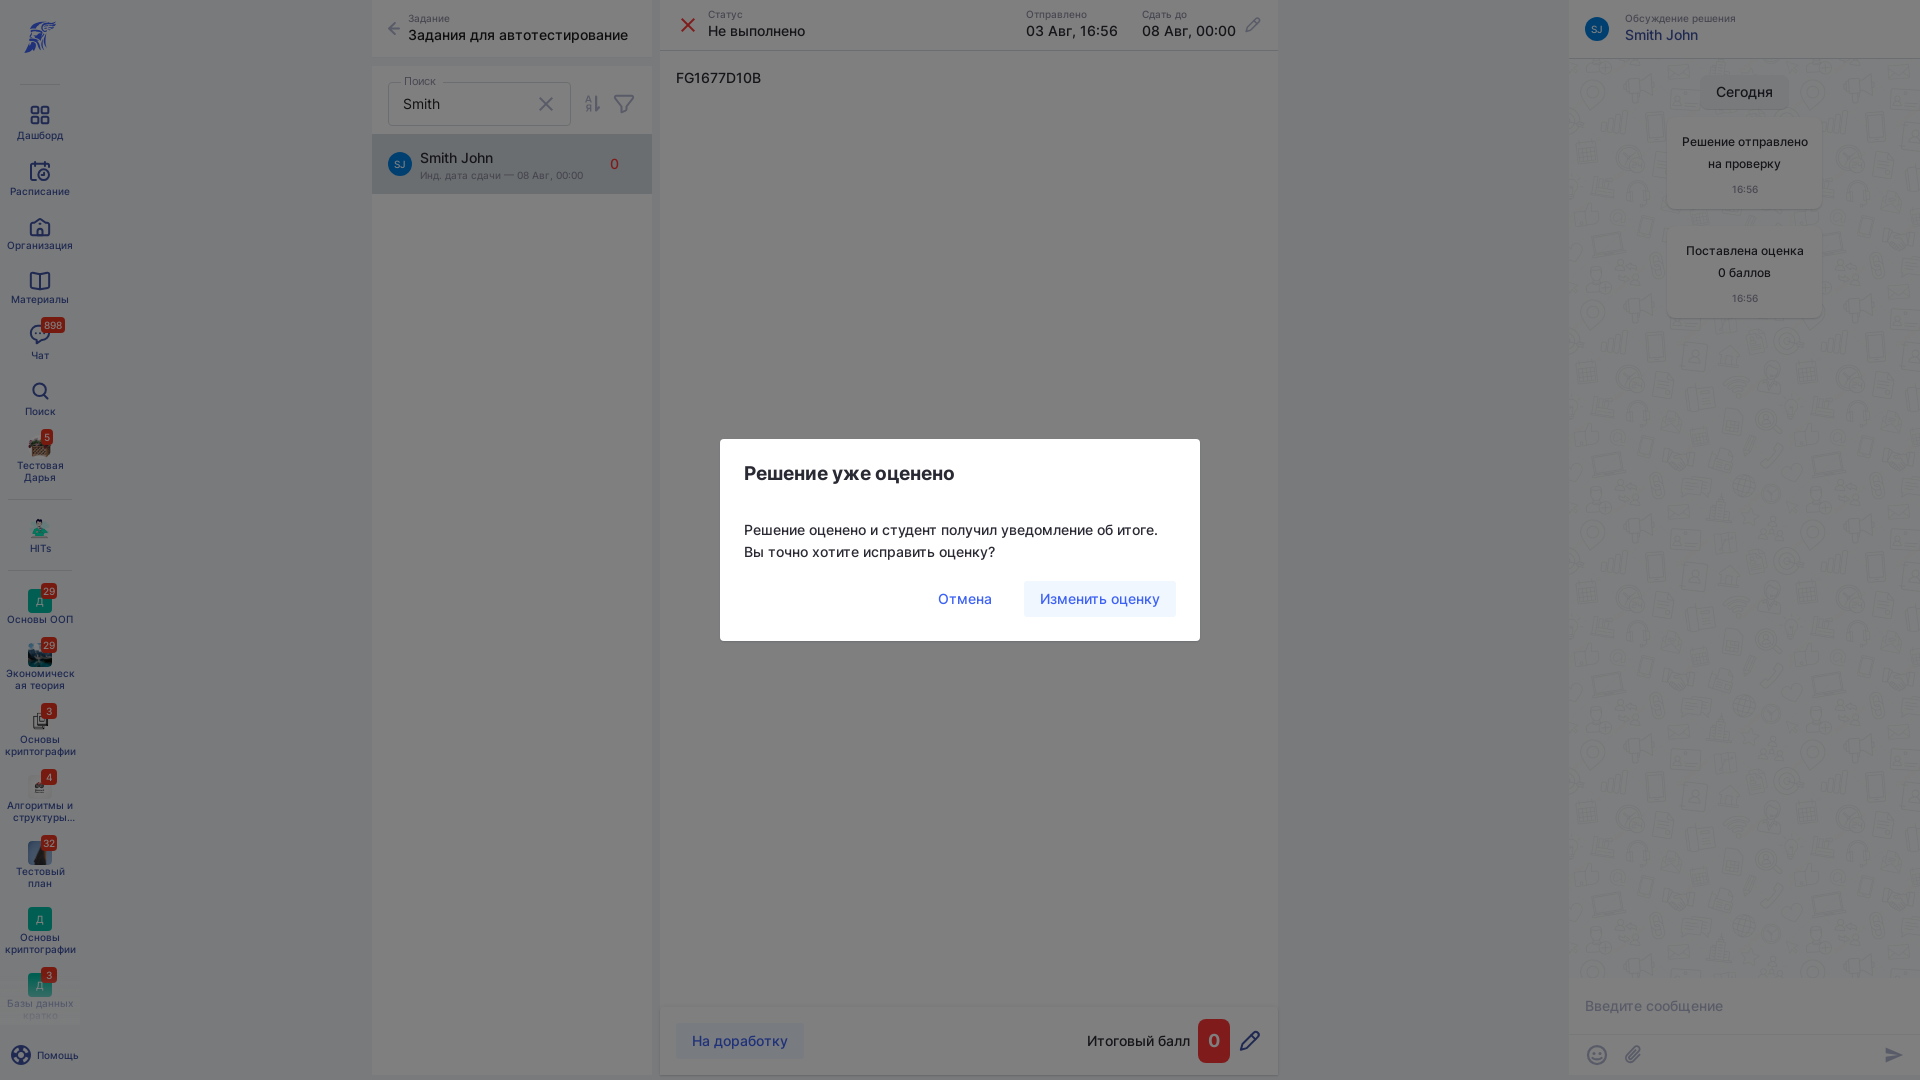 Дашборд
Расписание
Организация
Материалы
898
Чат
Поиск
5
Тестовая
Дарья
HITs
29
Д
Основы ООП
29
Экономическ
ая теория
3
Основы
криптографии
4
Алгоритмы и
структуры...
32
Тестовый
план
Д
Основы
криптографии
3
Д
Базы данных
кратко
Помощь
Задание
Задания для автотестирование
Поиск
Smith
А
Я
SJ
Smith John
Инд. дата сдачи — 08 Авг, 00:00
0
Статус
Не выполнено
Отправлено
03 Авг, 16:56
Сдать до
08 Авг, 00:00
FG1677D10B
Решение уже оценено
Решение оценено и студент получил уведомление об итоге.
Вы точно хотите исправить оценку?
Отмена
Изменить оценку
На доработку
Итоговый балл
0
SJ
Обсуждение решения
Smith John
Сегодня
Решение отправлено
на проверку
16:56
Поставлена оценка
0 баллов
16:56
Введите сообщение